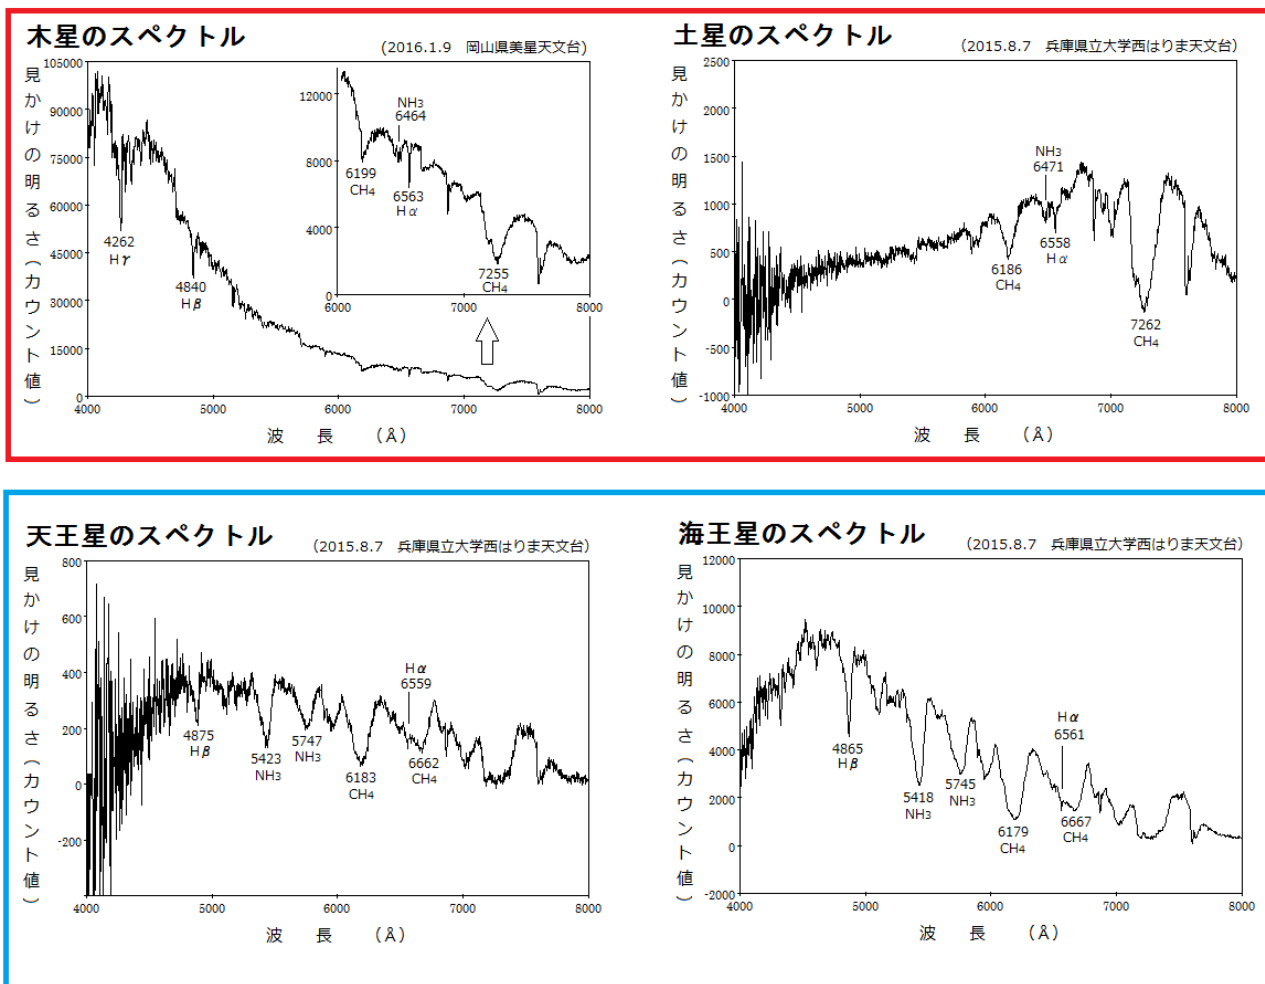 木星のスペクトル
(2016.1.9 岡山県美星天文台)
見かけの明るさ(カウント値)
105000
90000
75000
60000
45000
30000
15000
0
4262
Hγ
4840
Hβ
12000
8000
4000
0
NH3
6464
6199
CH4
6563
Hα
7255
CH4
6000 7000 8000
4000 5000 6000 7000 8000
波 長 (Å)
土星のスペクトル
(2015.8.7 兵庫県立大学西はりま天文台)
見かけの明るさ(カウント値)
2500
2000
1500
1000
500
0
-500
-1000
NH3
6471
6186
CH4
6558
Hα
7262
CH4
4000 5000 6000 7000 8000
波 長 (Å)
天王星のスペクトル
(2015.8.7 兵庫県立大学西はりま天文台)
見かけの明るさ(カウント値)
800
600
400
200
0
-200
4875
Hβ
5423
NH3
5747
NH3
6183
CH4
Hα
6559
6662
CH4
4000 5000 6000 7000 8000
波 長 (Å)
海王星のスペクトル
(2015.8.7 兵庫県立大学西はりま天文台)
見かけの明るさ(カウント値)
12000
10000
8000
6000
4000
2000
0
-2000
4865
Hβ
5418
NH3
5745
NH3
6179
CH4
Hα
6561
6667
CH4
4000 5000 6000 7000 8000
波 長 (Å)